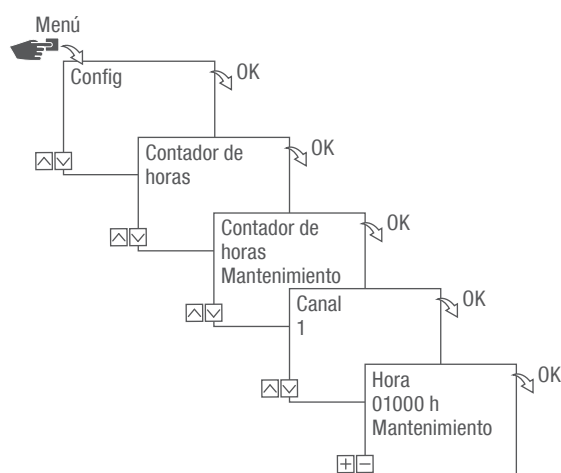 Menú
Config
OK
Contador de
horas
OK
Contador de
horas
Mantenimiento
OK
Canal
1
OK
Hora
01000 h
Mantenimiento
OK